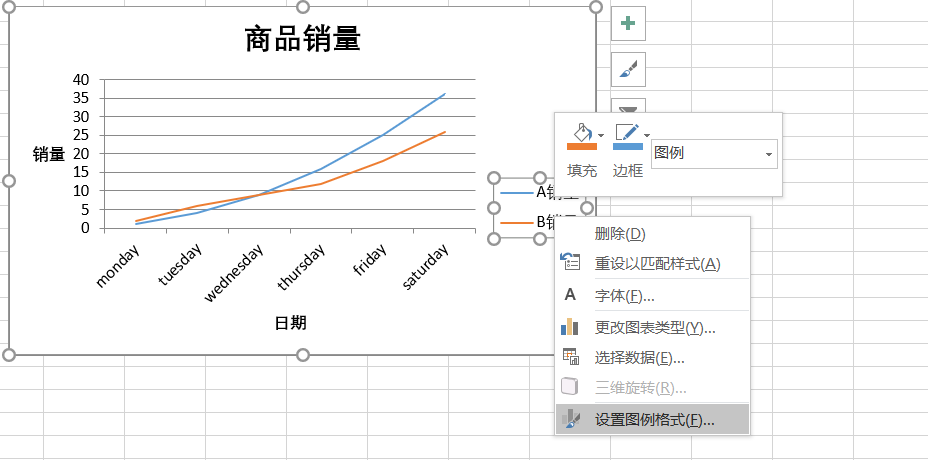 商品销量
40
35
30
25
20
15
10
5
0
销量
monday
tuesday
wednesday
thursday
friday
saturday
日期
A销量
B销量
填充
边框
图例
删除(D)
重设以匹配样式(A)
A
字体(F)...
更改图表类型(Y)...
选择数据(E)...
三维旋转(R)...
设置图例格式(F)...